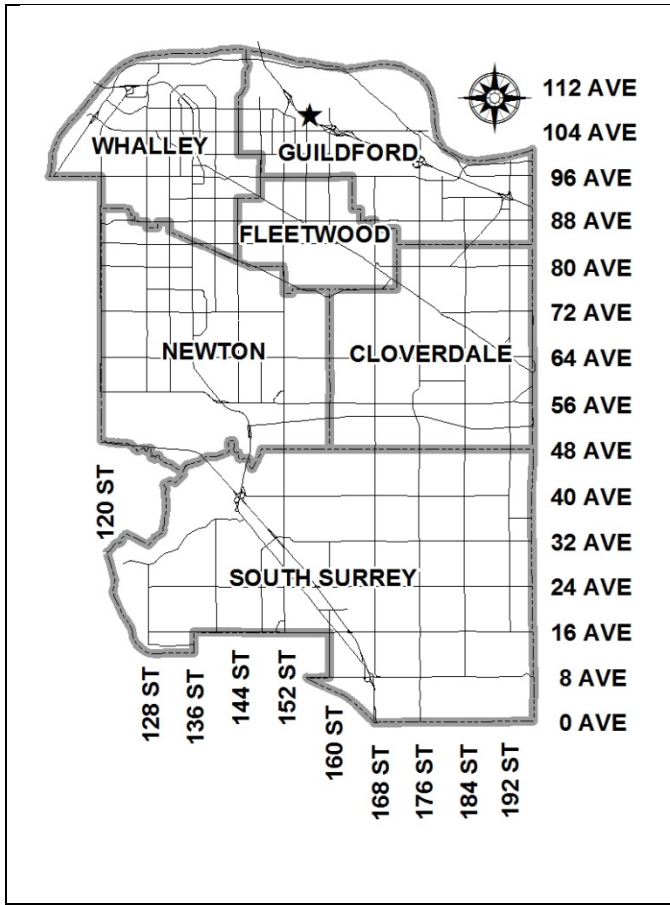 112 AVE
104 AVE
WHALLEY
GUILDFORD
96 AVE
88 AVE
FLEETWOOD
80 AVE
72 AVE
NEWTON
CLOVERDALE
64 AVE
56 AVE
48 AVE
120 ST
40 AVE
32 AVE
SOUTH SURREY
24 AVE
16 AVE
128 ST
136 ST
144 ST
152 ST
8 AVE
160 ST
0 AVE
168 ST
176 ST
184 ST
192 ST